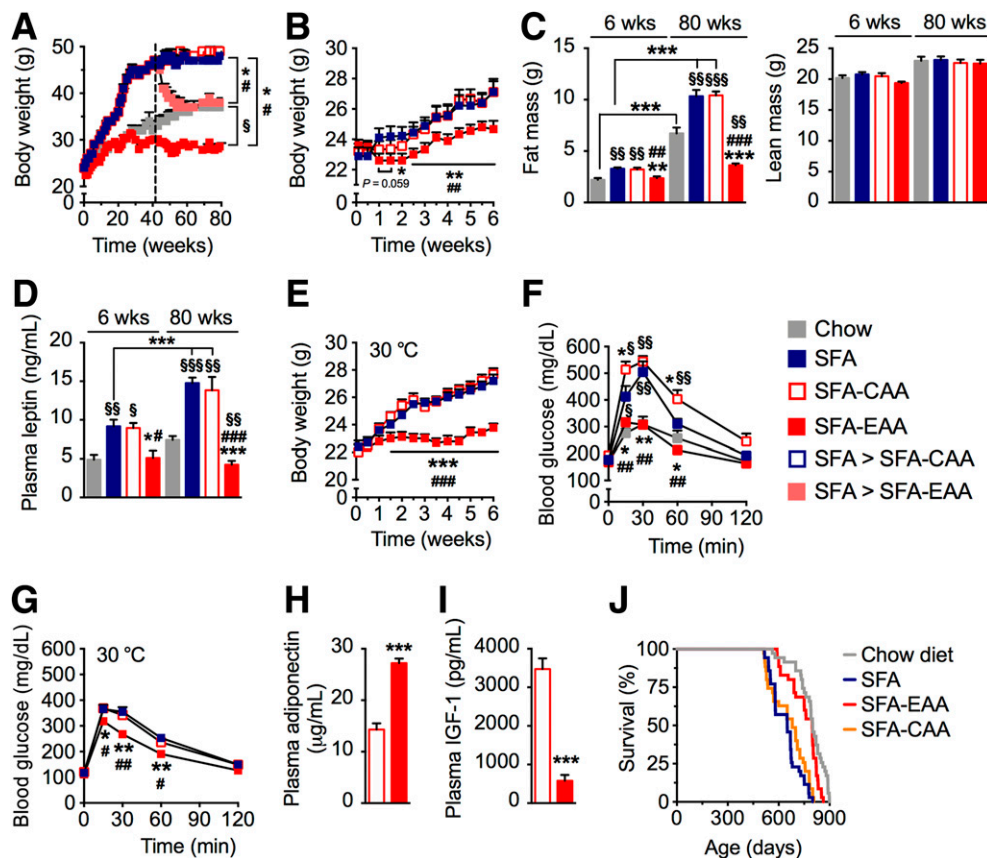 A
Body weight (g)
50
40
30
20
0
0 20 40 60 80
Time (weeks)
*
#
§
*
#
B
Body weight (g)
28
26
24
22
0
P = 0.059
*
**
##
0 1 2 3 4 5 6
Time (weeks)
C
6 wks 80 wks
Fat mass (g)
15
10
5
0
***
***
§§ §§ ## **
§§§ §§§
§§
###
***
6 wks 80 wks
Lean mass (g)
25
20
15
10
5
0
D
6 wks 80 wks
Plasma leptin (ng/mL)
20
15
10
5
0
***
§§ § *#
§§§ §§
§§
###
***
E
30 °C
Body weight (g)
30
28
26
24
22
0
***
###
0 1 2 3 4 5 6
Time (weeks)
F
Blood glucose (mg/dL)
600
500
400
300
200
100
0
*§ §§
* §§
§§
§
*
##
**
##
*
##
0 30 60 90 120
Time (min)
Chow
SFA
SFA-CAA
SFA-EAA
SFA > SFA-CAA
SFA > SFA-EAA
G
30 °C
Blood glucose (mg/dL)
600
500
400
300
200
100
0
*
#
**
##
**
#
0 30 60 90 120
Time (min)
H
Plasma adiponectin
(µg/mL)
30
20
10
0
***
I
Plasma IGF-1 (pg/mL)
4000
3000
2000
1000
0
***
J
Survival (%)
100
75
50
25
0
0 300 600 900
Age (days)
Chow diet
SFA
SFA-EAA
SFA-CAA